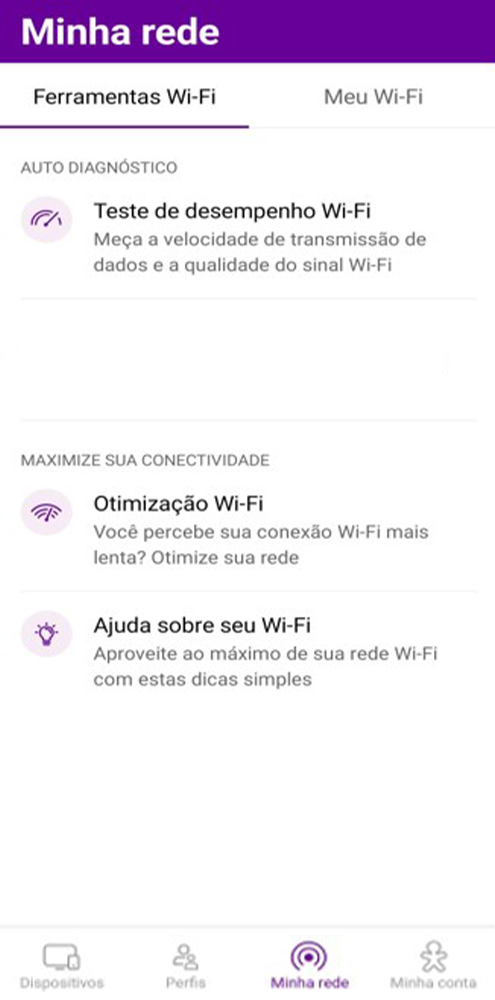 Minha rede
Ferramentas Wi-Fi
Meu Wi-Fi
AUTO DIAGNÓSTICO
Teste de desempenho Wi-Fi
Meça a velocidade de transmissão de
dados e a qualidade do sinal Wi-Fi
MAXIMIZE SUA CONECTIVIDADE
Otimização Wi-Fi
Você percebe sua conexão Wi-Fi mais
lenta? Otimize sua rede
Ajuda sobre seu Wi-Fi
Aproveite ao máximo de sua rede Wi-Fi
com estas dicas simples
Dispositivos
Perfis
Minha rede
Minha conta